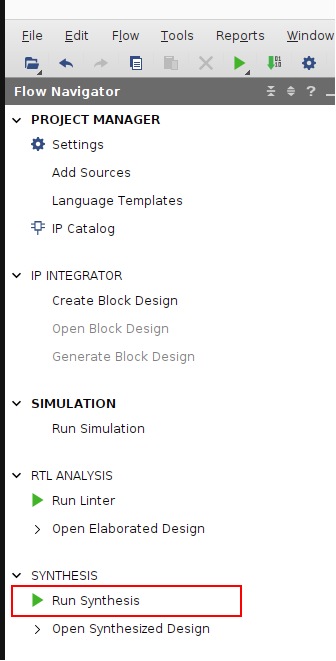 File Edit Flow Tools Reports Window
Flow Navigator
PROJECT MANAGER
Settings
Add Sources
Language Templates
IP Catalog
IP INTEGRATOR
Create Block Design
Open Block Design
Generate Block Design
SIMULATION
Run Simulation
RTL ANALYSIS
Run Linter
Open Elaborated Design
SYNTHESIS
Run Synthesis
Open Synthesized Design